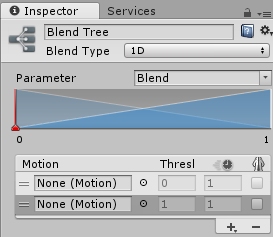 Inspector Services
Blend Tree
Blend Type 1D
Parameter Blend
0 1
Motion Thresl
None (Motion) 0 1
None (Motion) 1 1
+ −